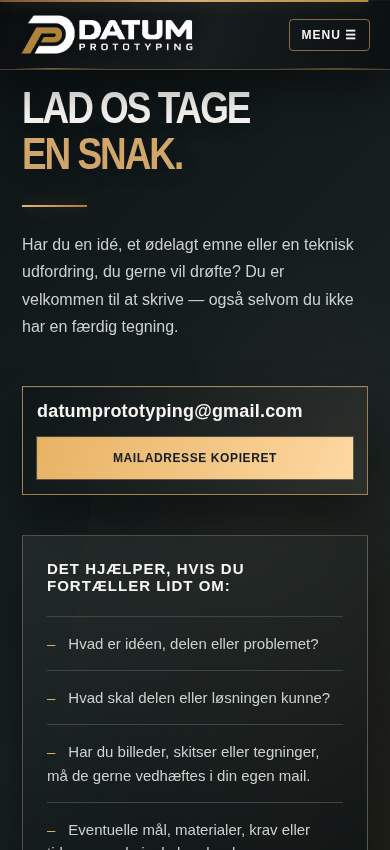 DATUM
PROTOTYPING
MENU ☰
LAD OS TAGE
EN SNAK.
Har du en idé, et ødelagt emne eller en teknisk
udfordring, du gerne vil drøfte? Du er
velkommen til at skrive — også selvom du ikke
har en færdig tegning.
datumprototyping@gmail.com
MAILADRESSE KOPIERET
DET HJÆLPER, HVIS DU
FORTÆLLER LIDT OM:
– Hvad er idéen, delen eller problemet?
– Hvad skal delen eller løsningen kunne?
– Har du billeder, skitser eller tegninger,
må de gerne vedhæftes i din egen mail.
– Eventuelle mål, materialer, krav eller